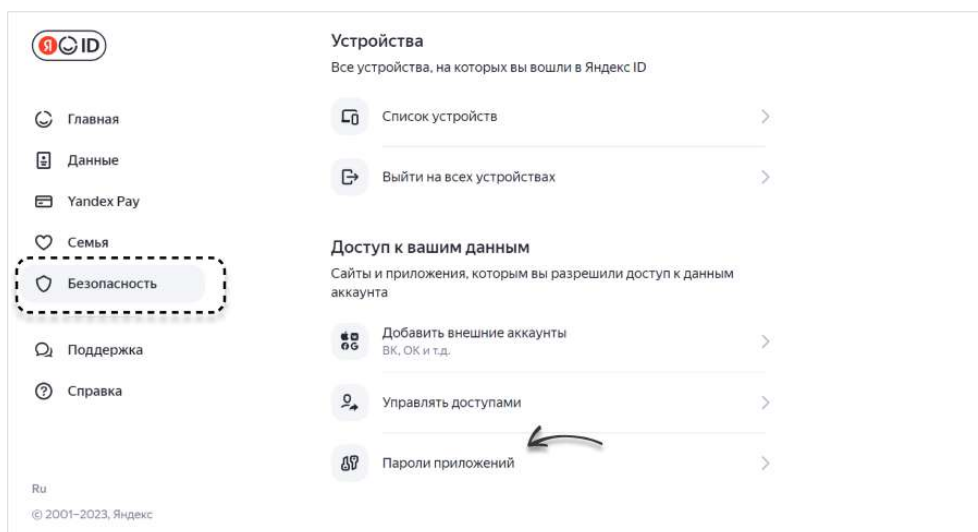 Я ID
Главная
Данные
Yandex Pay
Семья
Безопасность
Поддержка
Справка
Ru
© 2001–2023, Яндекс
Устройства
Все устройства, на которых вы вошли в Яндекс ID
Список устройств
Выйти на всех устройствах
Доступ к вашим данным
Сайты и приложения, которым вы разрешили доступ к данным
аккаунта
Добавить внешние аккаунты
ВК, ОК и т.д.
Управлять доступами
Пароли приложений